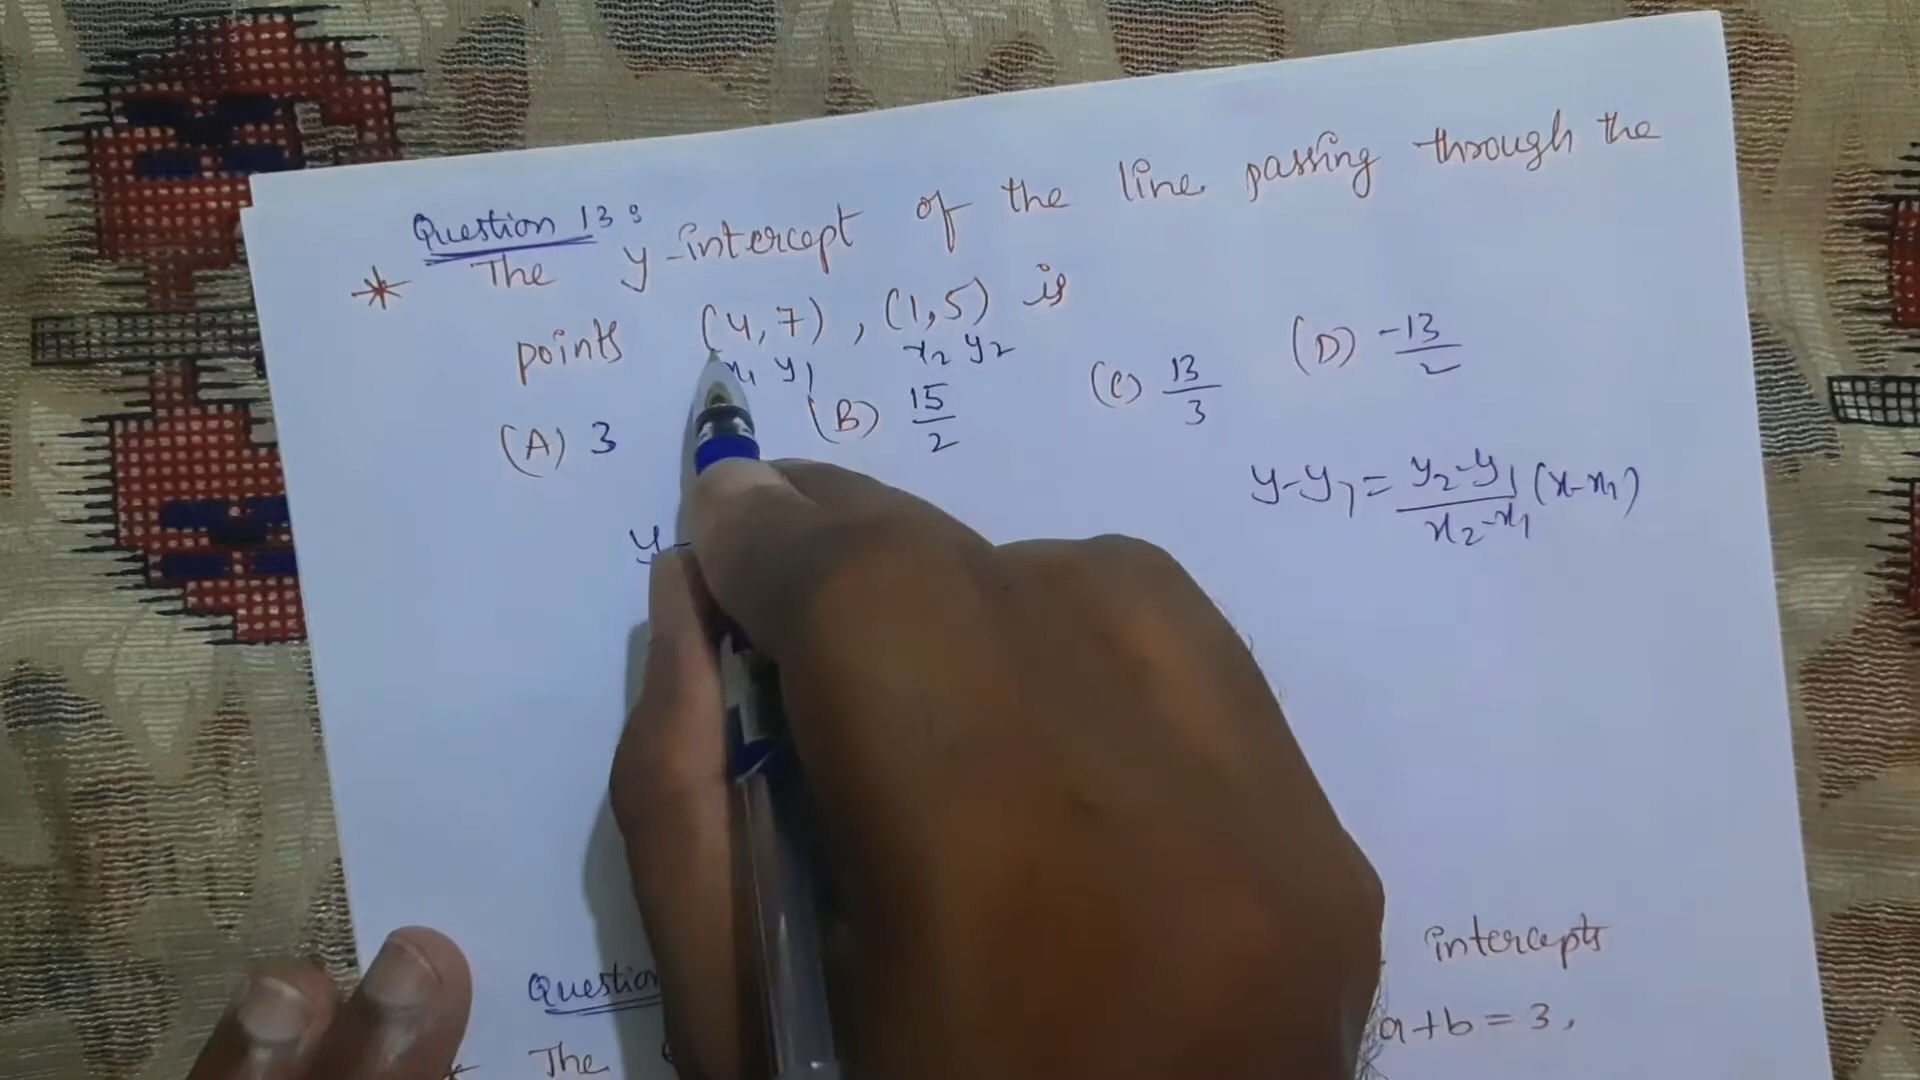 Question 13:
* The y-intercept of the line passing through the
points (4,7), (1,5) is
x1 y1 x2 y2
(A) 3 (B) 15/2 (C) 13/3 (D) -13/2
y-y1 = y2-y1/x2-x1 (x-x1)
y-
Question
intercepts
The
a+b=3,